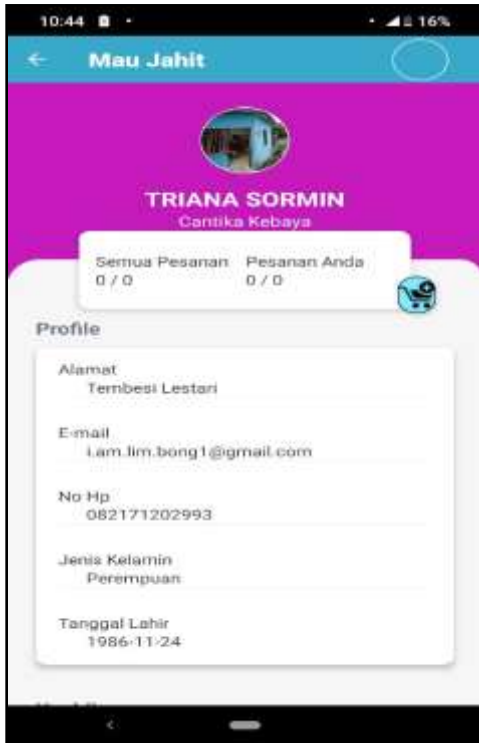 10:44
16%
Mau Jahit
TRIANA SORMIN
Cantika Kebaya
Semua Pesanan Pesanan Anda
0 / 0 0 / 0
Profile
Alamat
Tembesi Lestari
E-mail
i.am.lim.bong1@gmail.com
No Hp
082171202993
Jenis Kelamin
Perempuan
Tanggal Lahir
1986-11-24